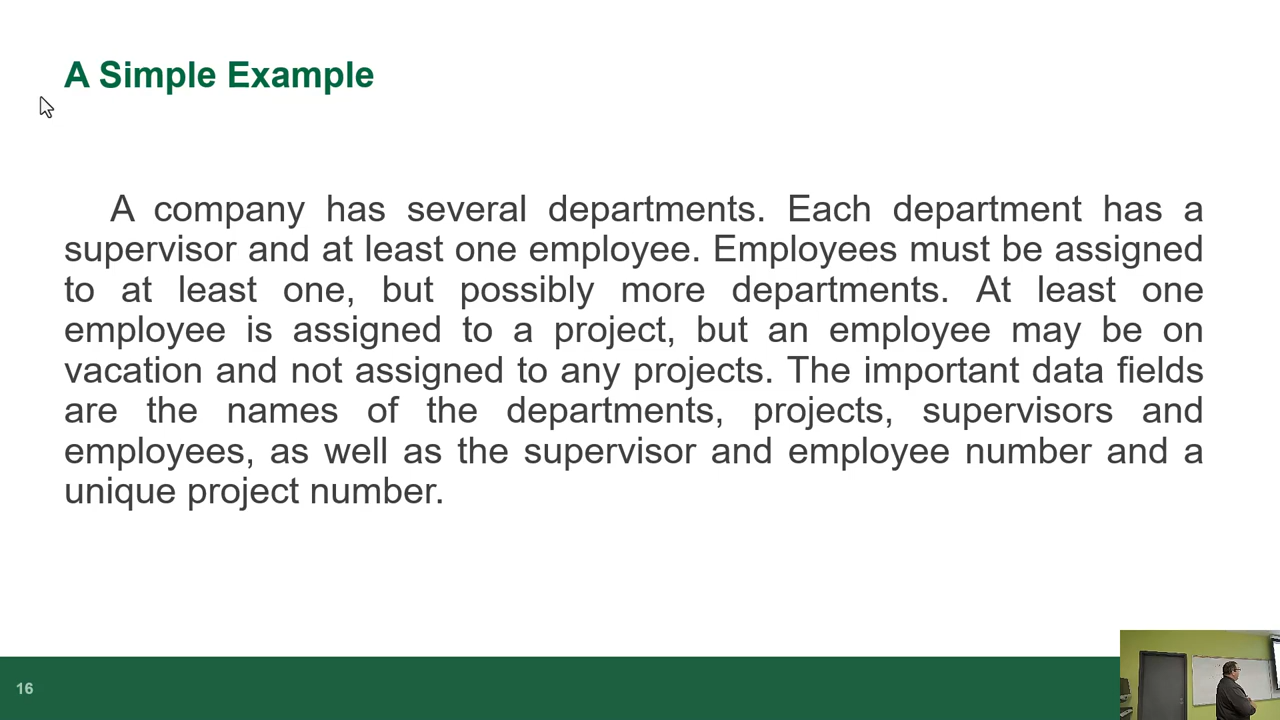 A Simple Example
A company has several departments. Each department has a
supervisor and at least one employee. Employees must be assigned
to at least one, but possibly more departments. At least one
employee is assigned to a project, but an employee may be on
vacation and not assigned to any projects. The important data fields
are the names of the departments, projects, supervisors and
employees, as well as the supervisor and employee number and a
unique project number.
16